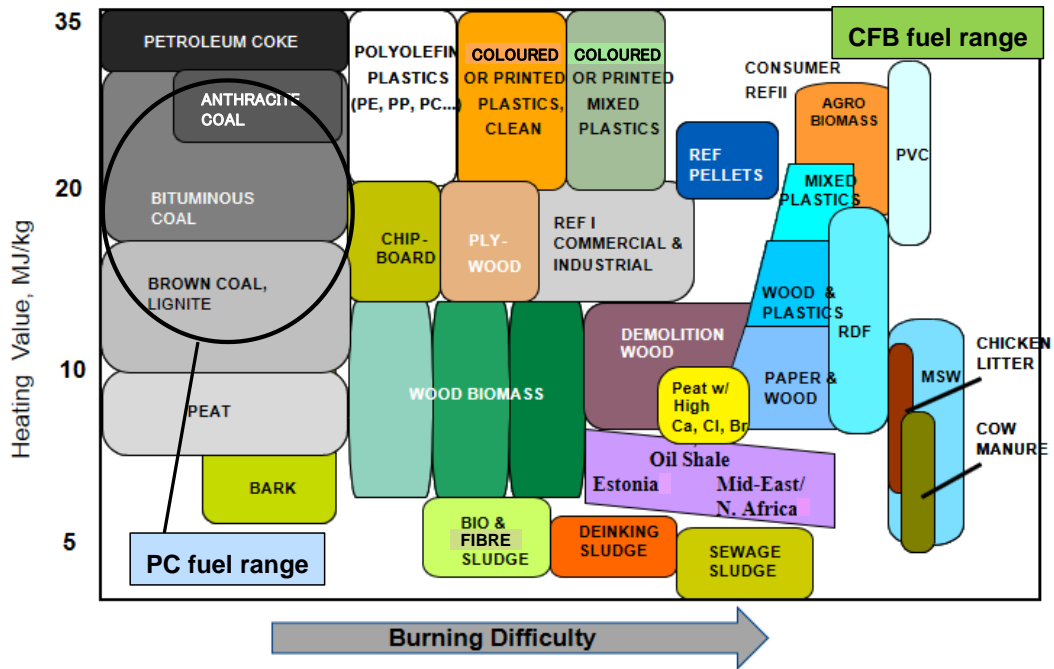 35
PETROLEUM COKE
POLYOLEFIN
PLASTICS
(PE, PP, PC...)
COLOURED
OR PRINTED
PLASTICS,
CLEAN
COLOURED
OR PRINTED
MIXED
PLASTICS
CFB fuel range
CONSUMER
REFII
ANTHRACITE
COAL
AGRO
BIOMASS
PVC
REF
PELLETS
20
BITUMINOUS
COAL
MIXED
PLASTICS
CHIP-
BOARD
PLY-
WOOD
REF I
COMMERCIAL &
INDUSTRIAL
Heating Value, MJ/kg
BROWN COAL,
LIGNITE
WOOD &
PLASTICS
RDF
DEMOLITION
WOOD
CHICKEN
LITTER
10
PEAT
WOOD BIOMASS
Peat w/
High
Ca, Cl, Br
PAPER &
WOOD
MSW
COW
MANURE
BARK
Oil Shale
Estonia
Mid-East/
N. Africa
5
PC fuel range
BIO &
FIBRE
SLUDGE
DEINKING
SLUDGE
SEWAGE
SLUDGE
Burning Difficulty